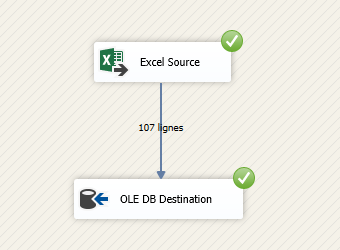 Excel Source
107 lignes
OLE DB Destination